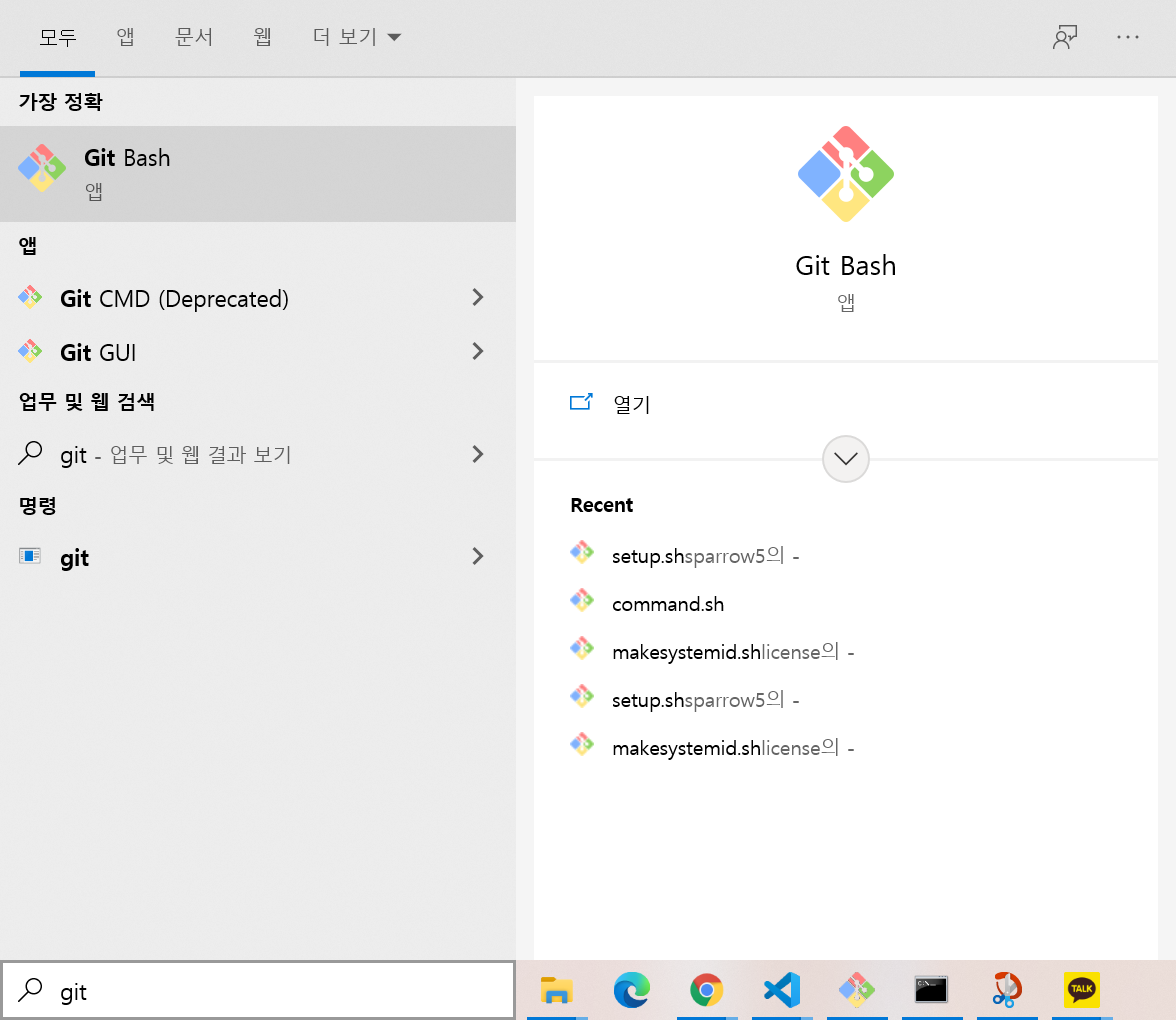 모두 앱 문서 웹 더 보기
가장 정확
Git Bash
앱
앱
Git CMD (Deprecated)
Git GUI
업무 및 웹 검색
git - 업무 및 웹 결과 보기
명령
git
Git Bash
앱
열기
Recent
setup.shsparrow5의 -
command.sh
makesystemid.shlicense의 -
setup.shsparrow5의 -
makesystemid.shlicense의 -
git
C:\
TALK